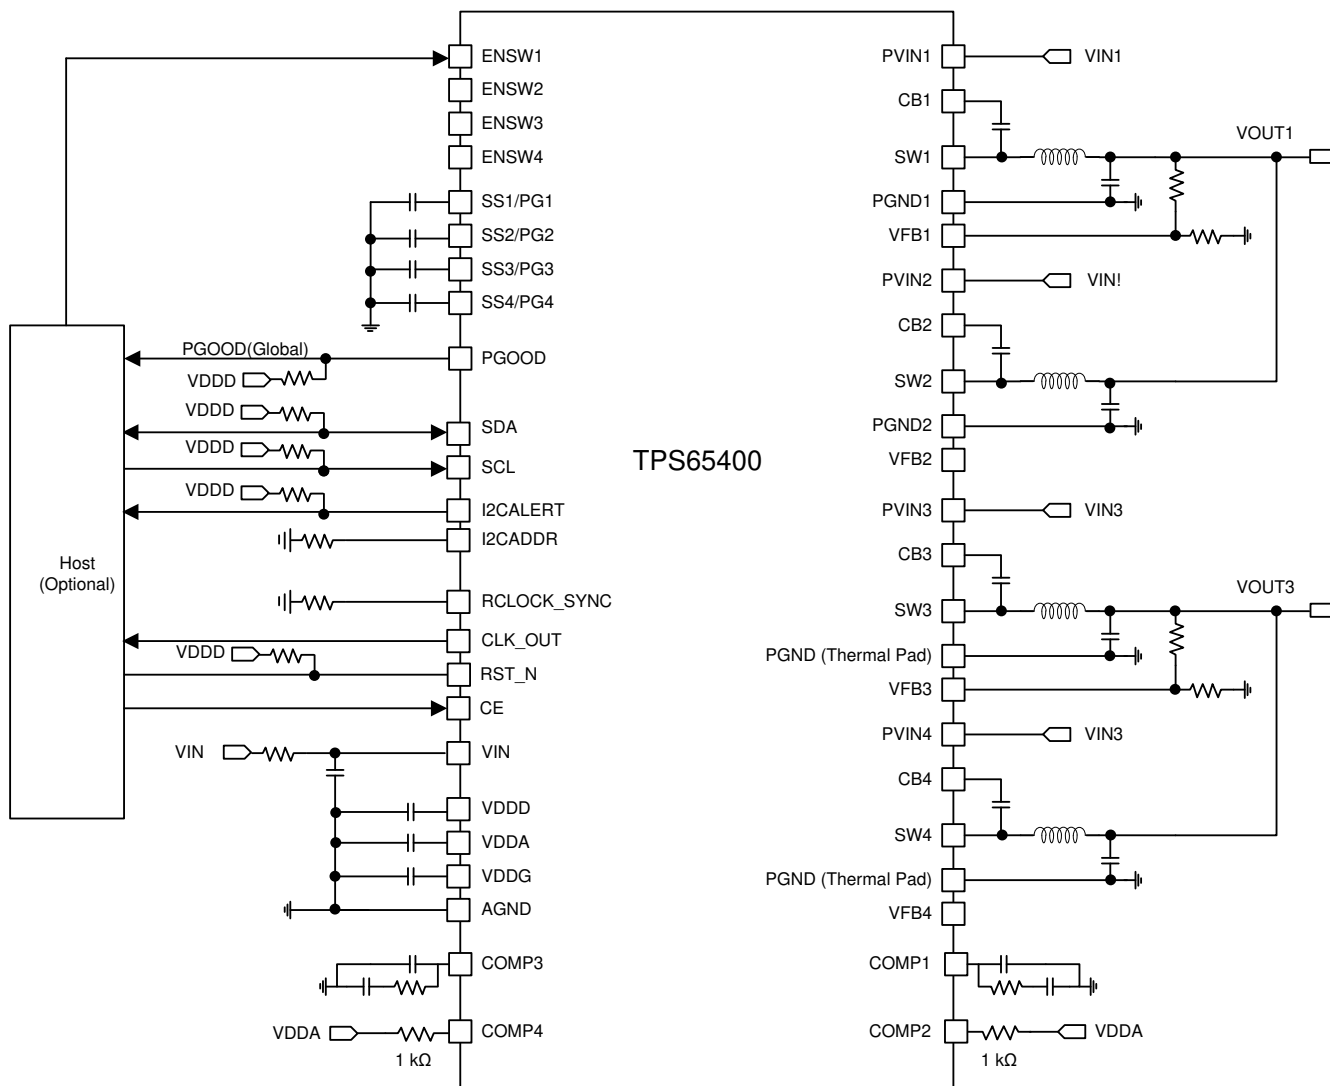 ENSW1
ENSW2
ENSW3
ENSW4
SS1/PG1
SS2/PG2
SS3/PG3
SS4/PG4
PGOOD(Global)
PGOOD
VDDD
VDDD
SDA
VDDD
SCL
VDDD
I2CALERT
I2CADDR
Host
(Optional)
RCLOCK_SYNC
CLK_OUT
VDDD
RST_N
CE
VIN
VIN
VDDD
VDDA
VDDG
AGND
COMP3
VDDA
COMP4
1 kΩ
TPS65400
PVIN1
VIN1
CB1
VOUT1
SW1
PGND1
VFB1
PVIN2
VIN!
CB2
SW2
PGND2
VFB2
PVIN3
VIN3
CB3
VOUT3
SW3
PGND (Thermal Pad)
VFB3
PVIN4
VIN3
CB4
SW4
PGND (Thermal Pad)
VFB4
COMP1
COMP2
VDDA
1 kΩ